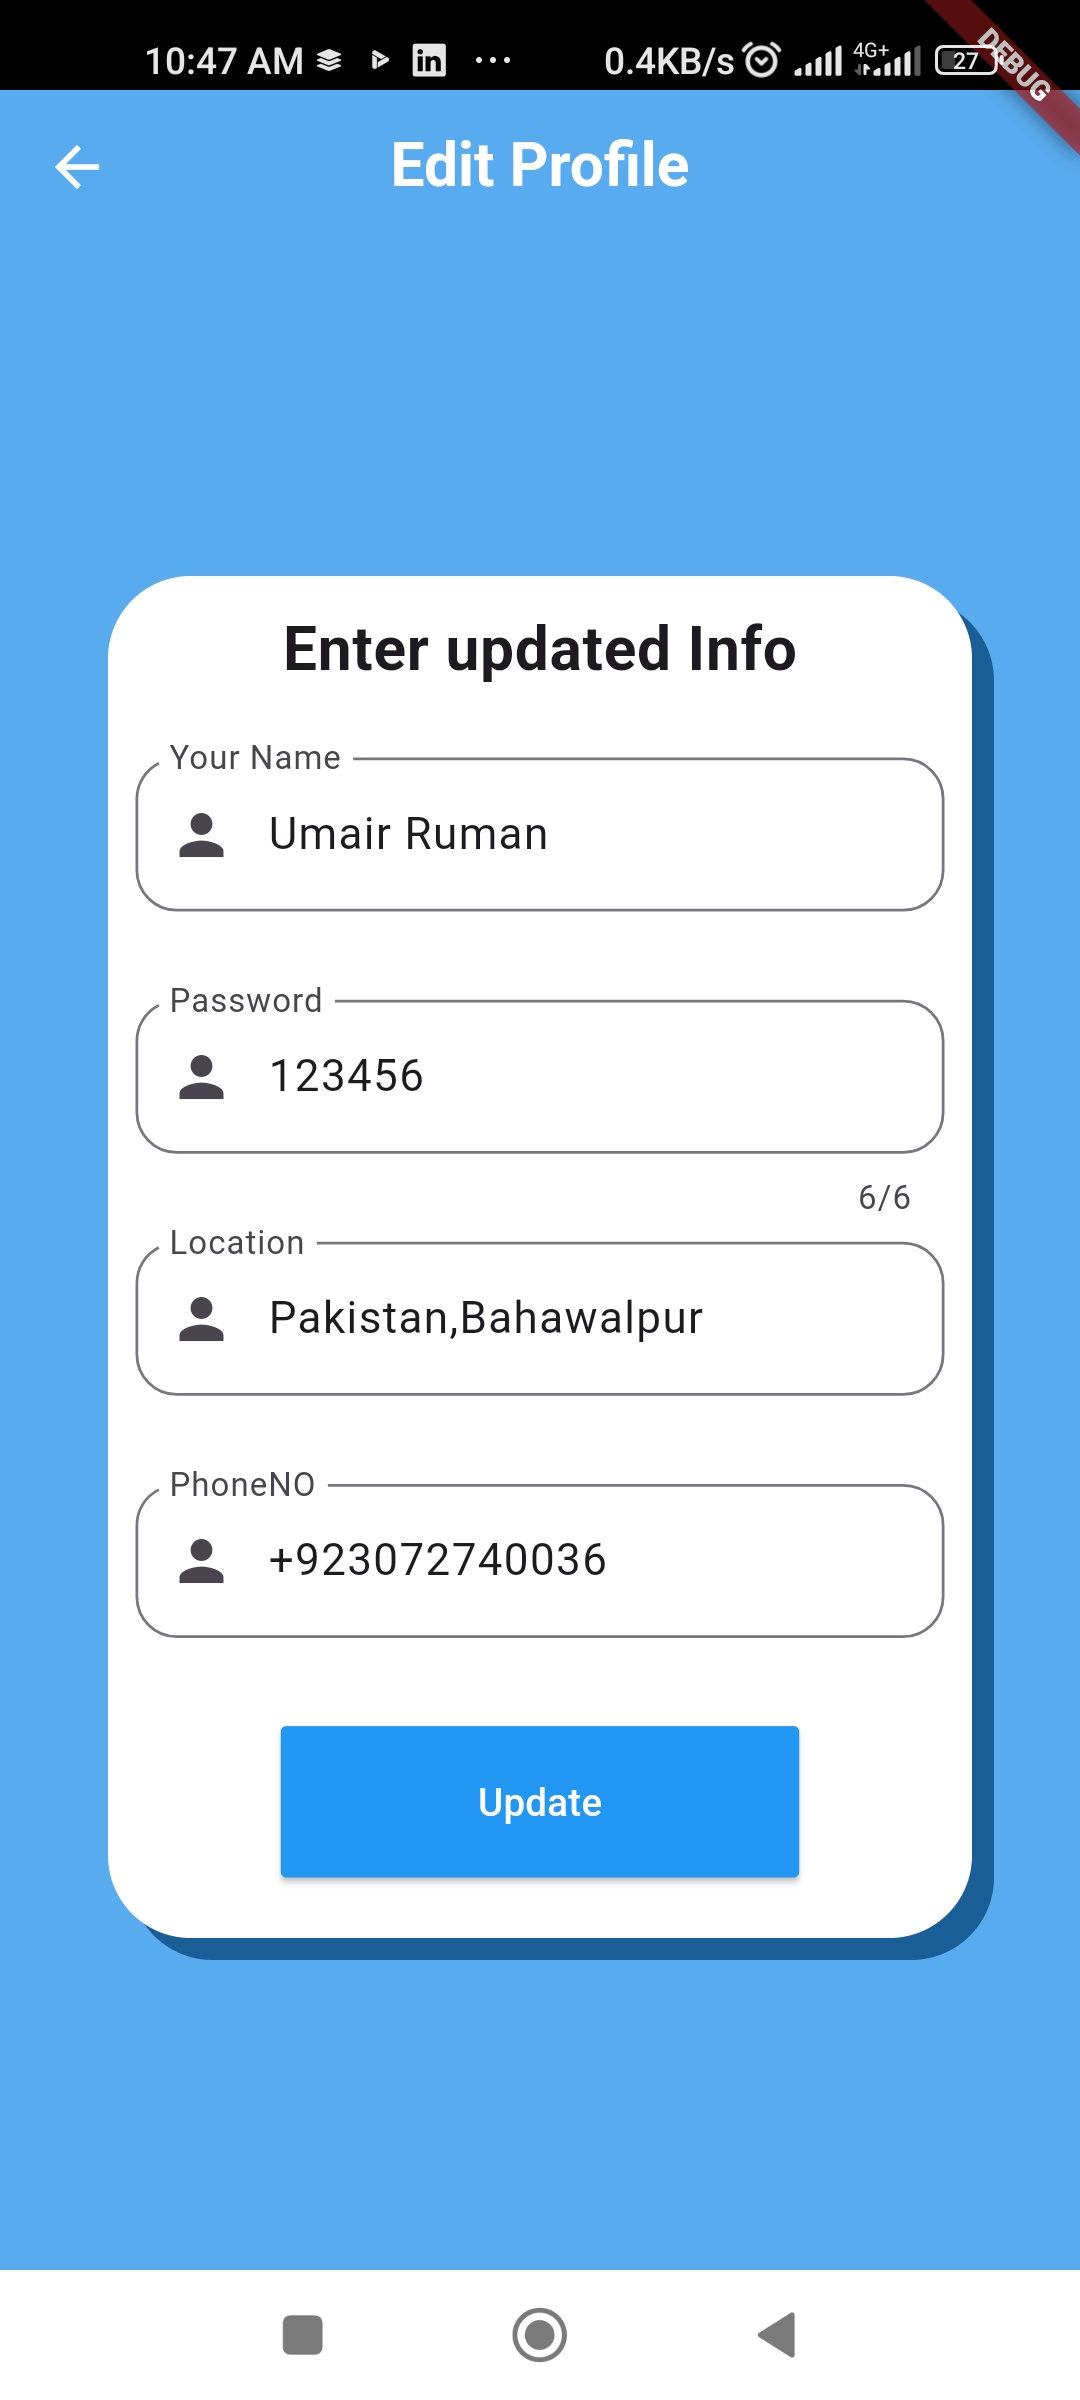 10:47 AM in ... 0.4KB/s 4G+ 27
DEBUG
Edit Profile
Enter updated Info
Your Name
Umair Ruman
Password
123456
6/6
Location
Pakistan,Bahawalpur
PhoneNO
+923072740036
Update